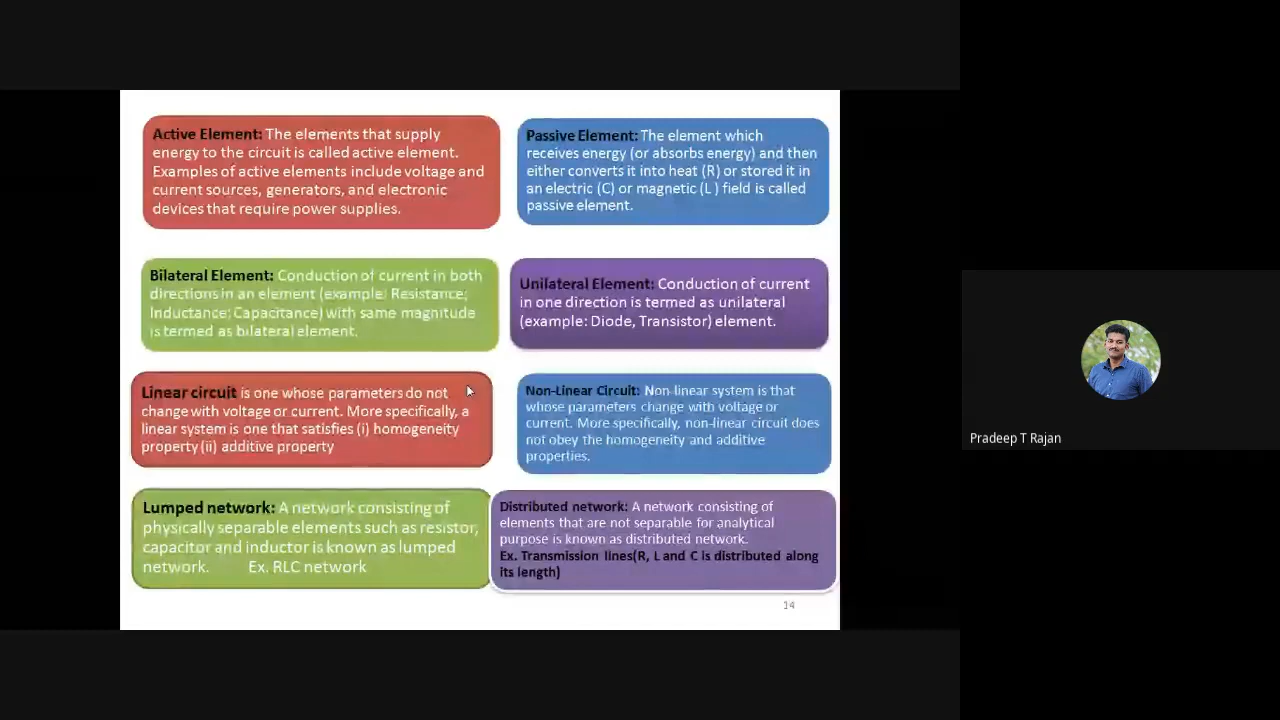 Active Element: The elements that supply
energy to the circuit is called active element.
Examples of active elements include voltage and
current sources, generators, and electronic
devices that require power supplies.
Passive Element: The element which
receives energy (or absorbs energy) and then
either converts it into heat (R) or stored it in
an electric (C) or magnetic (L ) field is called
passive element.
Bilateral Element: Conduction of current in both
directions in an element (example: Resistance;
Inductance; Capacitance) with same magnitude
is termed as bilateral element.
Unilateral Element: Conduction of current
in one direction is termed as unilateral
(example: Diode, Transistor) element.
Linear circuit is one whose parameters do not
change with voltage or current. More specifically, a
linear system is one that satisfies (i) homogeneity
property (ii) additive property
Non-Linear Circuit: Non-linear system is that
whose parameters change with voltage or
current. More specifically, non-linear circuit does
not obey the homogeneity and additive
properties.
Lumped network: A network consisting of
physically separable elements such as resistor,
capacitor and inductor is known as lumped
network. Ex. RLC network
Distributed network: A network consisting of
elements that are not separable for analytical
purpose is known as distributed network.
Ex. Transmission lines(R, L and C is distributed along
its length)
14
Pradeep T Rajan